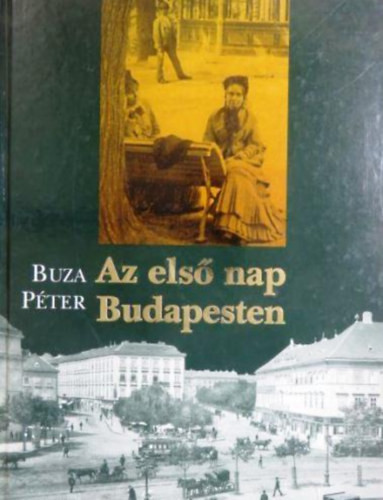 BUZA
PÉTER
Az első nap
Budapesten